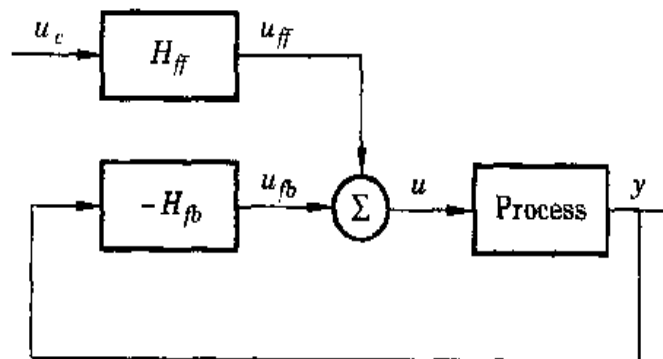 u_c
H_ff
u_ff
-H_fb
u_fb
Σ
u
Process
y